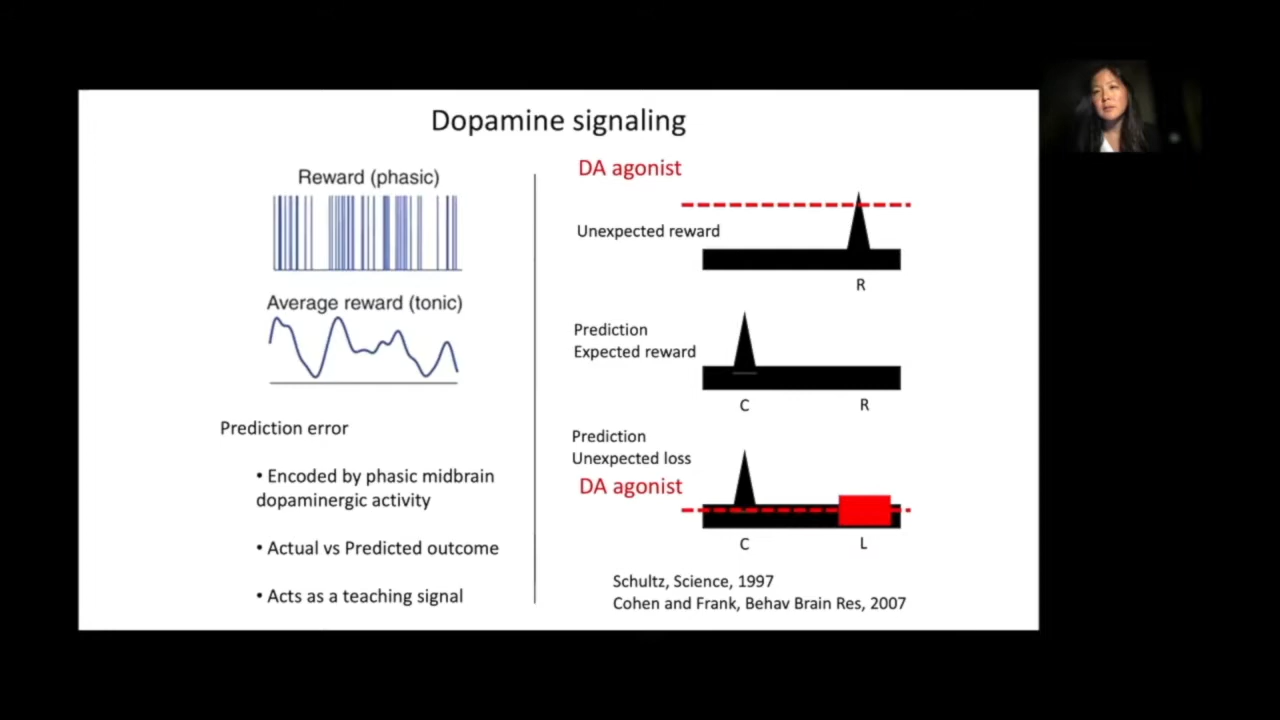 Dopamine signaling
Reward (phasic)
Average reward (tonic)
Prediction error
• Encoded by phasic midbrain
dopaminergic activity
• Actual vs Predicted outcome
• Acts as a teaching signal
DA agonist
Unexpected reward
R
Prediction
Expected reward
C R
Prediction
Unexpected loss
DA agonist
C L
Schultz, Science, 1997
Cohen and Frank, Behav Brain Res, 2007